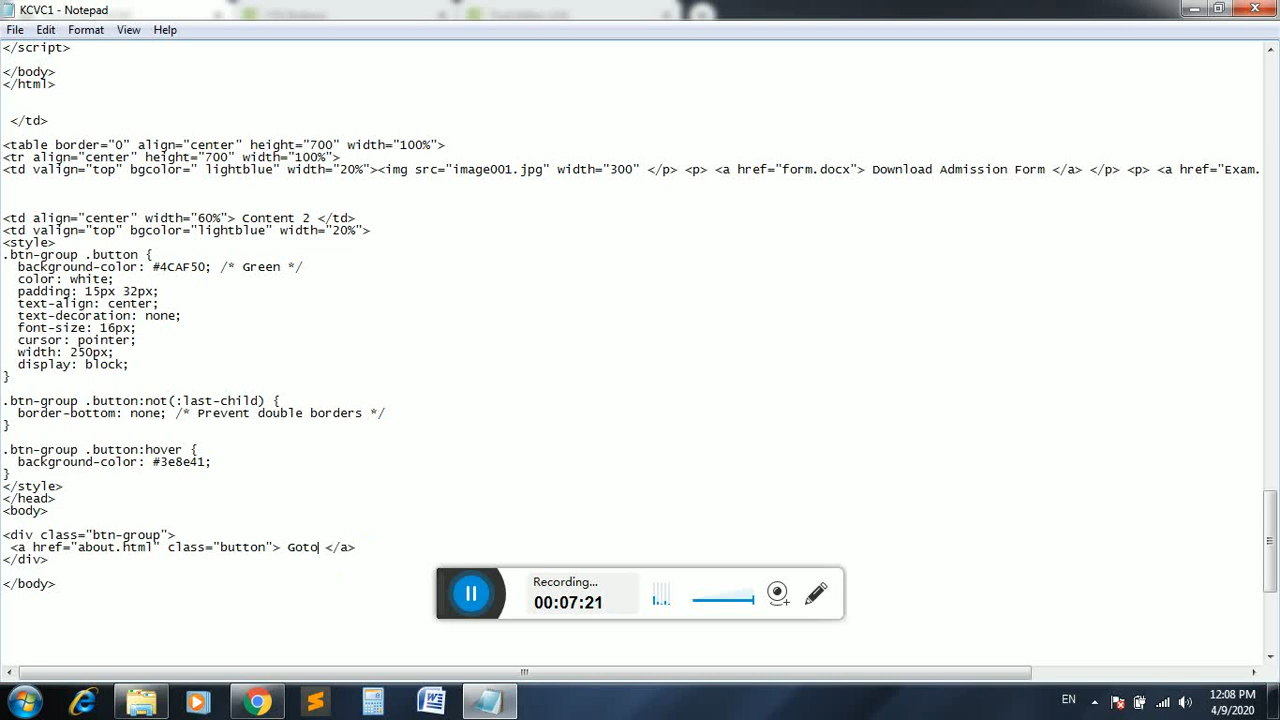 KCVC1 - Notepad
File Edit Format View Help
</script>
</body>
</html>
</td>
<table border="0" align="center" height="700" width="100%">
<tr align="center" height="700" width="100%">
<td valign="top" bgcolor=" lightblue" width="20%"><img src="image001.jpg" width="300" </p> <p> <a href="form.docx"> Download Admission Form </a> </p> <p> <a href="Exam.
<td align="center" width="60%"> Content 2 </td>
<td valign="top" bgcolor="lightblue" width="20%">
<style>
.btn-group .button {
background-color: #4CAF50; /* Green */
color: white;
padding: 15px 32px;
text-align: center;
text-decoration: none;
font-size: 16px;
cursor: pointer;
width: 250px;
display: block;
}
.btn-group .button:not(:last-child) {
border-bottom: none; /* Prevent double borders */
}
.btn-group .button:hover {
background-color: #3e8e41;
}
</style>
</head>
<body>
<div class="btn-group">
<a href="about.html" class="button"> Goto </a>
</div>
</body>
Recording...
00:07:21
EN
12:08 PM
4/9/2020